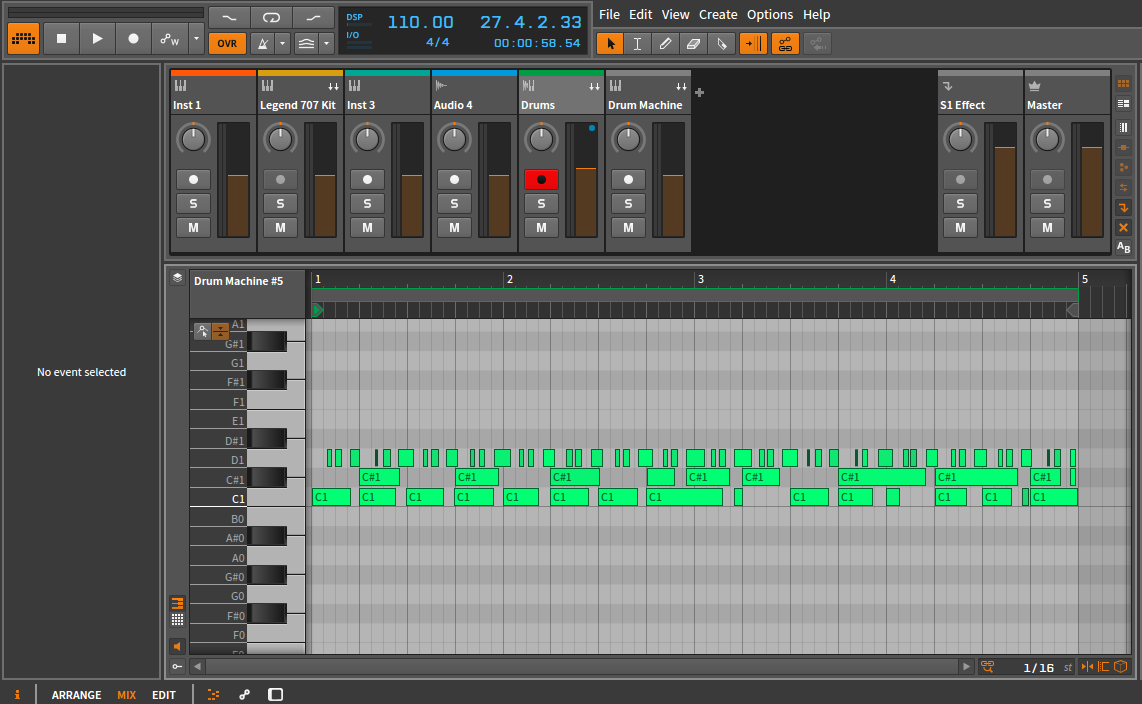 File Edit View Create Options Help
DSP
I/O
110.00
4/4
27.4.2.33
00:00:58.54
W
OVR
Inst 1
Legend 707 Kit
Inst 3
Audio 4
Drums
Drum Machine
S1 Effect
Master
S S S S S S S S
M M M M M M M M
AB
No event selected
Drum Machine #5
1 2 3 4 5
A1
G#1
G1
F#1
F1
E1
D#1
D1
C#1 C#1 C#1 C#1 C#1 C#1 C#1 C#1 C#1
C1 C1 C1 C1 C1 C1 C1 C1 C1 C1 C1 C1 C1 C1
B0
A#0
A0
G#0
G0
F#0
F0
1/16 st
i ARRANGE MIX EDIT